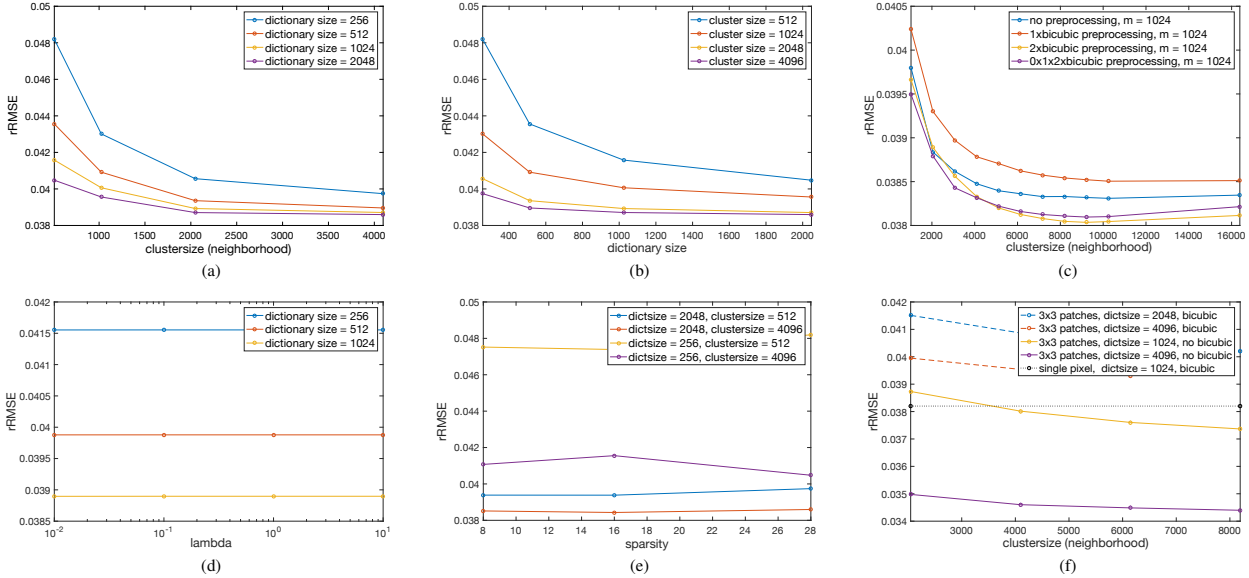 0.05
0.048
0.046
0.044
0.042
0.04
0.038
rRMSE
dictionary size = 256
dictionary size = 512
dictionary size = 1024
dictionary size = 2048
1000 1500 2000 2500 3000 3500 4000
clustersize (neighborhood)
(a)
0.05
0.048
0.046
0.044
0.042
0.04
0.038
rRMSE
cluster size = 512
cluster size = 1024
cluster size = 2048
cluster size = 4096
400 600 800 1000 1200 1400 1600 1800 2000
dictionary size
(b)
0.0405
0.04
0.0395
0.039
0.0385
0.038
rRMSE
no preprocessing, m = 1024
1xbicubic preprocessing, m = 1024
2xbicubic preprocessing, m = 1024
0x1x2xbicubic preprocessing, m = 1024
2000 4000 6000 8000 10000 12000 14000 16000
clustersize (neighborhood)
(c)
0.042
0.0415
0.041
0.0405
0.04
0.0395
0.039
0.0385
rRMSE
dictionary size = 256
dictionary size = 512
dictionary size = 1024
10⁻² 10⁻¹ 10⁰ 10¹
lambda
(d)
0.05
0.048
0.046
0.044
0.042
0.04
0.038
rRMSE
dictsize = 2048, clustersize = 512
dictsize = 2048, clustersize = 4096
dictsize = 256, clustersize = 512
dictsize = 256, clustersize = 4096
8 10 12 14 16 18 20 22 24 26 28
sparsity
(e)
0.042
0.041
0.04
0.039
0.038
0.037
0.036
0.035
0.034
rRMSE
3x3 patches, dictsize = 2048, bicubic
3x3 patches, dictsize = 4096, bicubic
3x3 patches, dictsize = 1024, no bicubic
3x3 patches, dictsize = 4096, no bicubic
single pixel, dictsize = 1024, bicubic
3000 4000 5000 6000 7000 8000
clustersize (neighborhood)
(f)